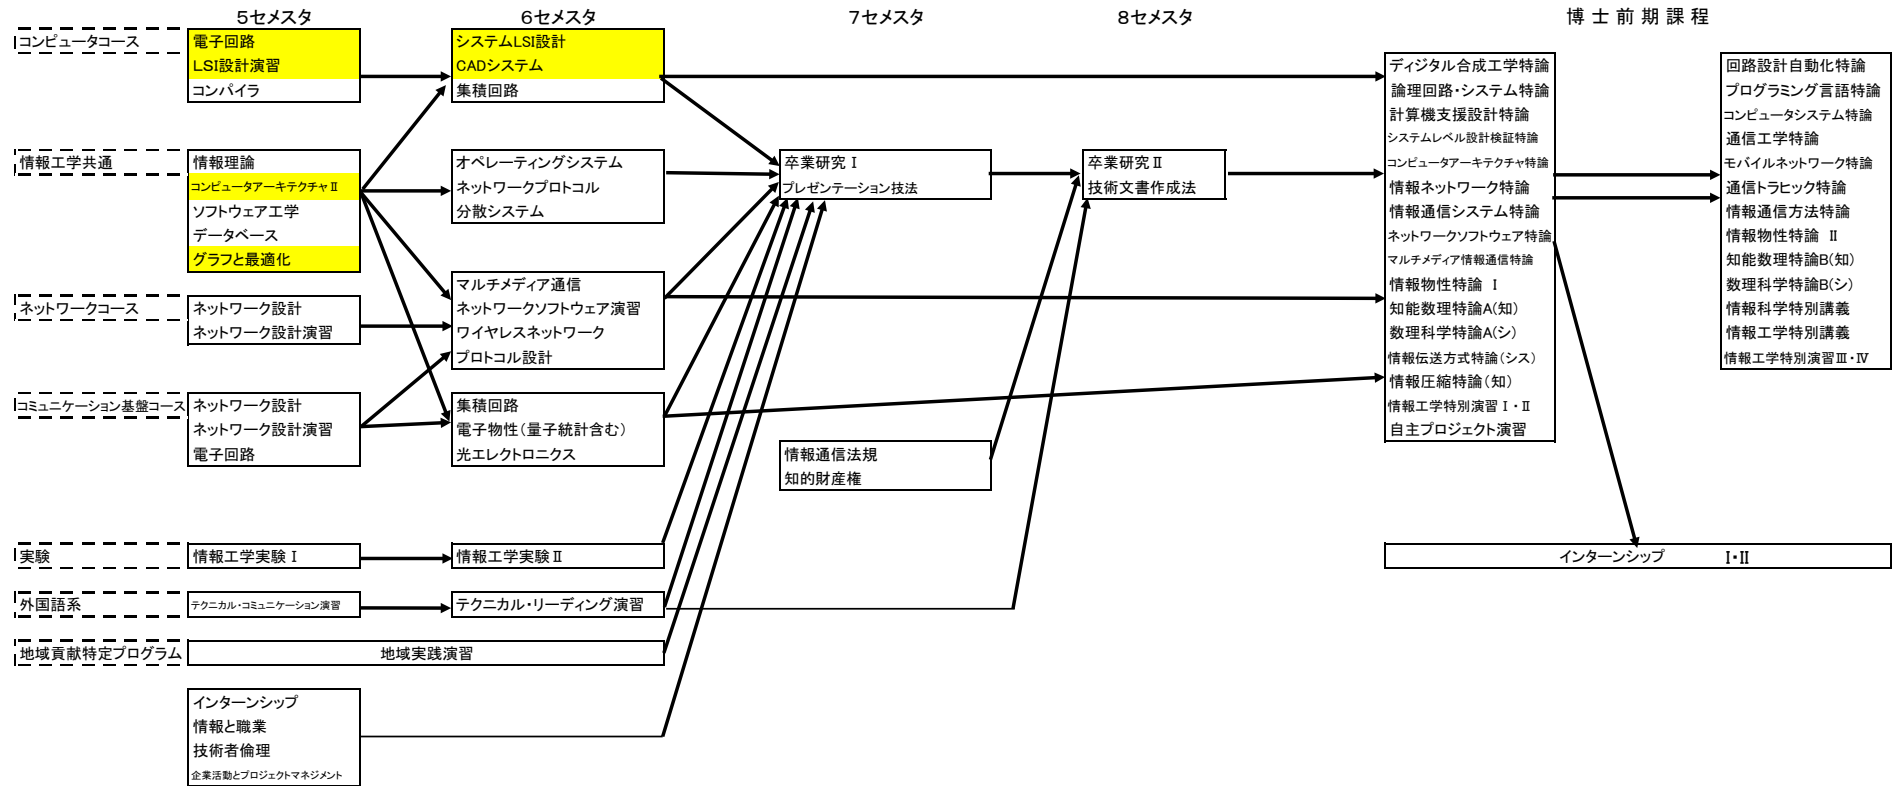 5セメスタ
6セメスタ
7セメスタ
8セメスタ
博士前期課程
コンピュータコース
電子回路
LSI設計演習
コンパイラ
システムLSI設計
CADシステム
集積回路
情報工学共通
情報理論
コンピュータアーキテクチャⅡ
ソフトウェア工学
データベース
グラフと最適化
オペレーティングシステム
ネットワークプロトコル
分散システム
卒業研究Ⅰ
プレゼンテーション技法
卒業研究Ⅱ
技術文書作成法
ネットワークコース
ネットワーク設計
ネットワーク設計演習
マルチメディア通信
ネットワークソフトウェア演習
ワイヤレスネットワーク
プロトコル設計
コミュニケーション基盤コース
ネットワーク設計
ネットワーク設計演習
電子回路
集積回路
電子物性(量子統計含む)
光エレクトロニクス
情報通信法規
知的財産権
ディジタル合成工学特論
論理回路・システム特論
計算機支援設計特論
システムレベル設計検証特論
コンピュータアーキテクチャ特論
情報ネットワーク特論
情報通信システム特論
ネットワークソフトウェア特論
マルチメディア情報通信特論
情報物性特論 Ⅰ
知能数理特論A(知)
数理科学特論A(シ)
情報伝送方式特論(シス)
情報圧縮特論(知)
情報工学特別演習Ⅰ・Ⅱ
自主プロジェクト演習
回路設計自動化特論
プログラミング言語特論
コンピュータシステム特論
通信工学特論
モバイルネットワーク特論
通信トラヒック特論
情報通信方法特論
情報物性特論 Ⅱ
知能数理特論B(知)
数理科学特論B(シ)
情報科学特別講義
情報工学特別講義
情報工学特別演習Ⅲ・Ⅳ
実験
情報工学実験Ⅰ
情報工学実験Ⅱ
インターンシップ Ⅰ・Ⅱ
外国語系
テクニカル・コミュニケーション演習
テクニカル・リーディング演習
地域貢献特定プログラム
地域実践演習
インターンシップ
情報と職業
技術者倫理
企業活動とプロジェクトマネジメント